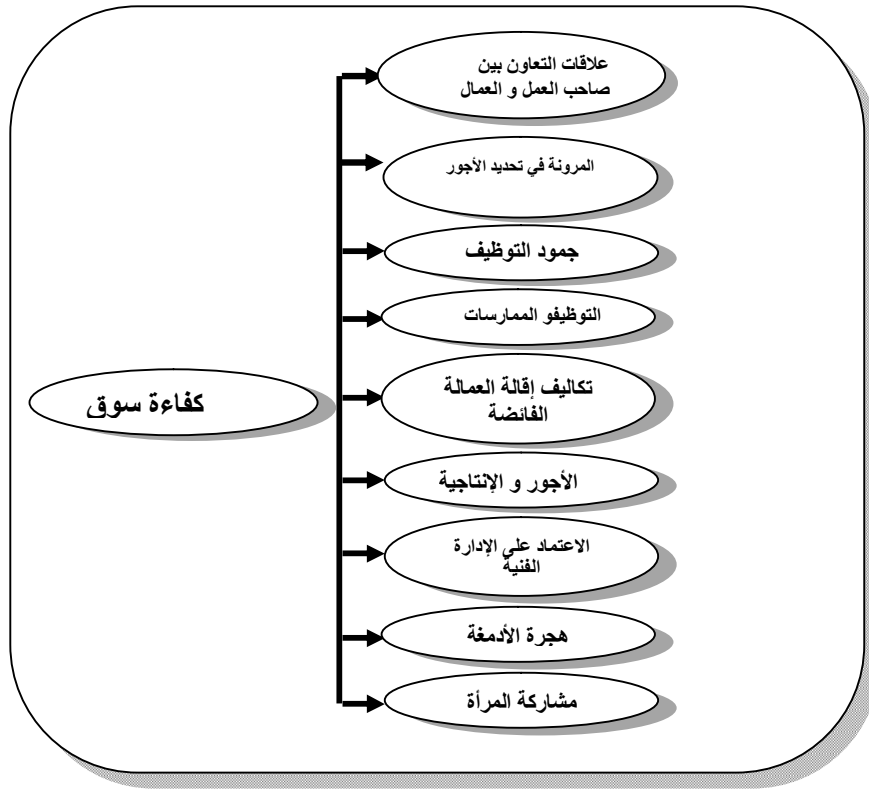 علاقات التعاون بين
صاحب العمل و العمال
المرونة في تحديد الأجور
جمود التوظيف
التوظيفو الممارسات
تكاليف إقالة العمالة
الفائضة
كفاءة سوق
الأجور و الإنتاجية
الاعتماد على الإدارة
الفنية
هجرة الأدمغة
مشاركة المرأة